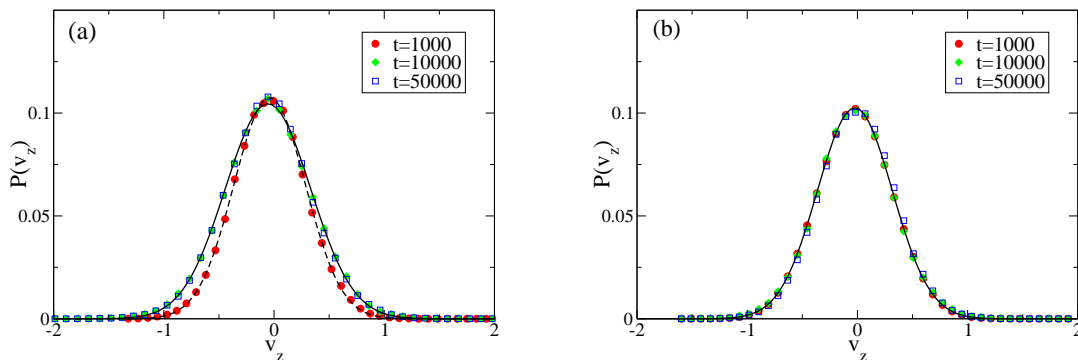 (a)
t=1000
t=10000
t=50000
0.1
0.05
0
P(v_z)
-2 -1 0 1 2
v_z
(b)
t=1000
t=10000
t=50000
0.1
0.05
0
P(v_z)
-2 -1 0 1 2
v_z